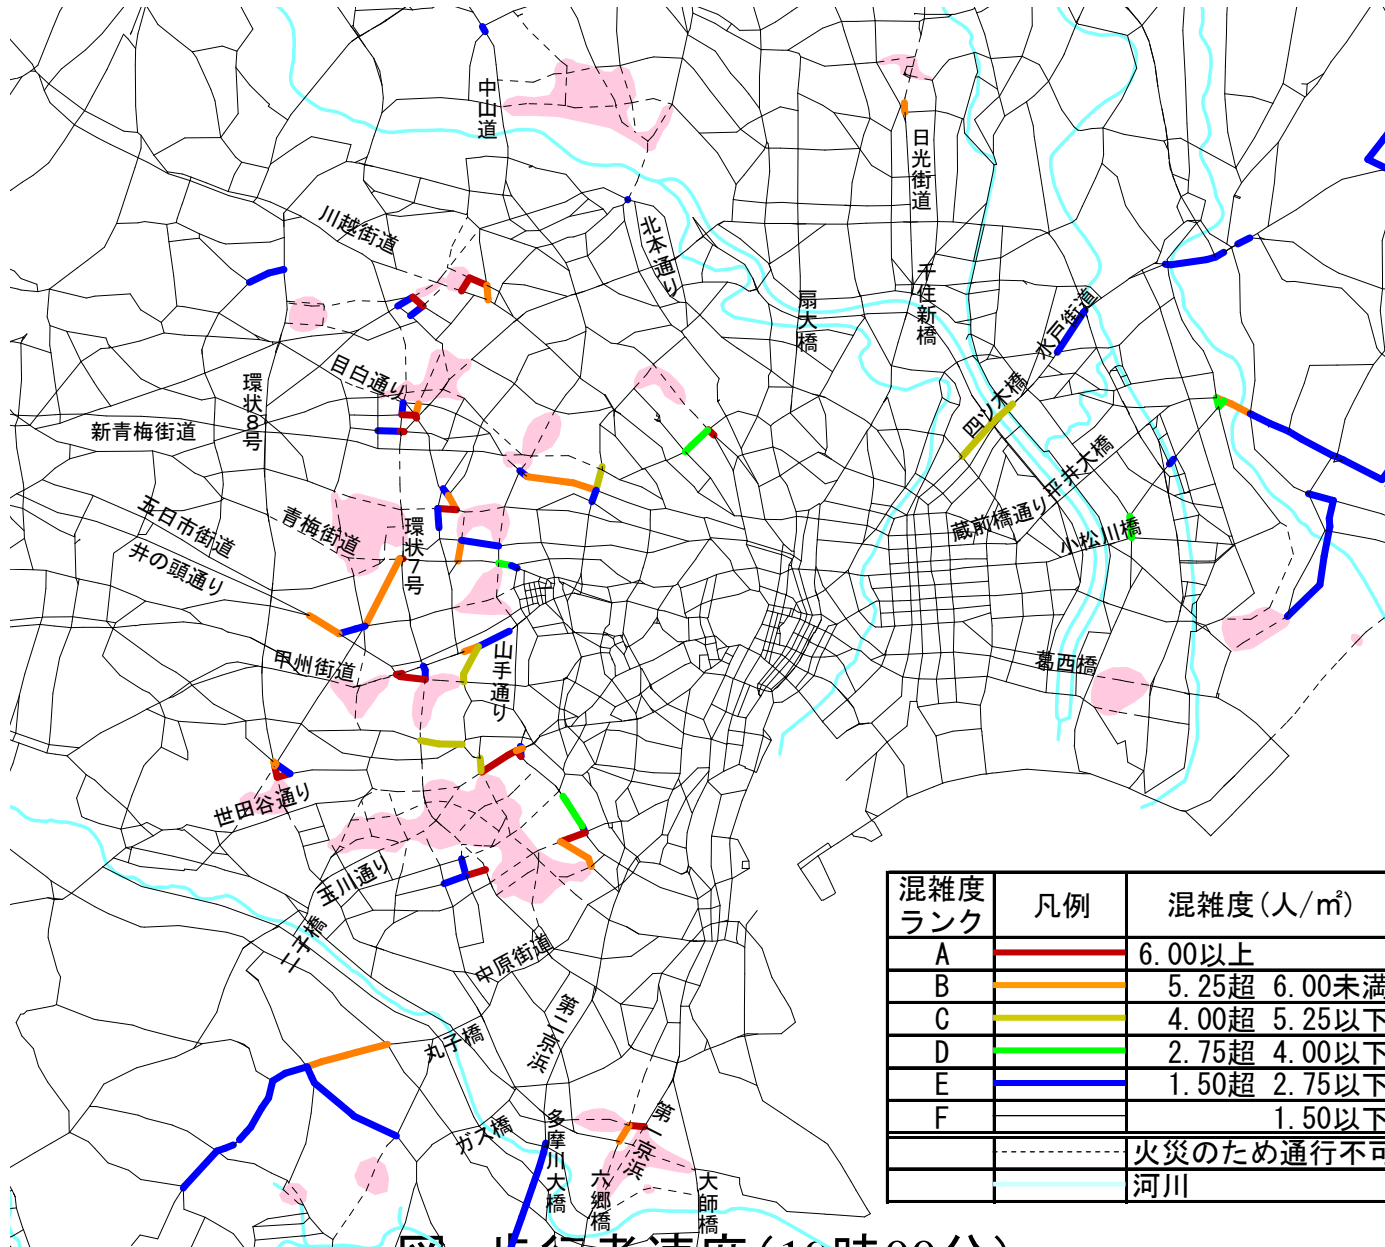 中山道
日光街道
川越街道
北本通り
扇大橋
千住新橋
水戸街道
目白通り
環状8号
四ツ木橋
新青梅街道
平井大橋
蔵前橋通り
小松川橋
五日市街道
青梅街道
環状7号
井の頭通り
甲州街道
山手通り
葛西橋
世田谷通り
玉川通り
二子橋
中原街道
第二京浜
丸子橋
ガス橋
多摩川大橋
第一京浜
六郷橋
大師橋
混雑度
ランク 凡例 混雑度(人/㎡)
A 6.00以上
B 5.25超 6.00未満
C 4.00超 5.25以下
D 2.75超 4.00以下
E 1.50超 2.75以下
F 1.50以下
火災のため通行不可
河川